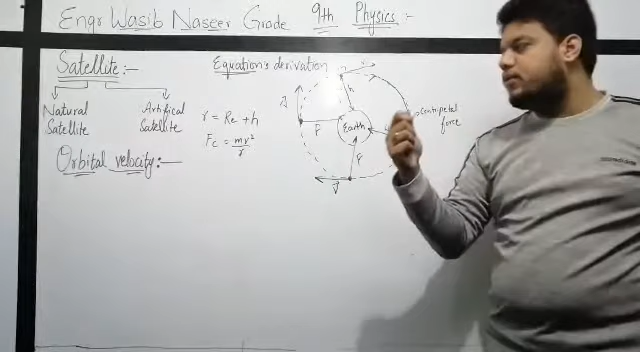 Engr Wasib Naseer Grade 9th Physics:-
Satellite:-
Equation's derivation
Natural Satellite
Artifical Satellite
r = Re + h
Fc = mv²/r
Orbital velocity:-
h
F
Earth
F
V
Centripetal
force